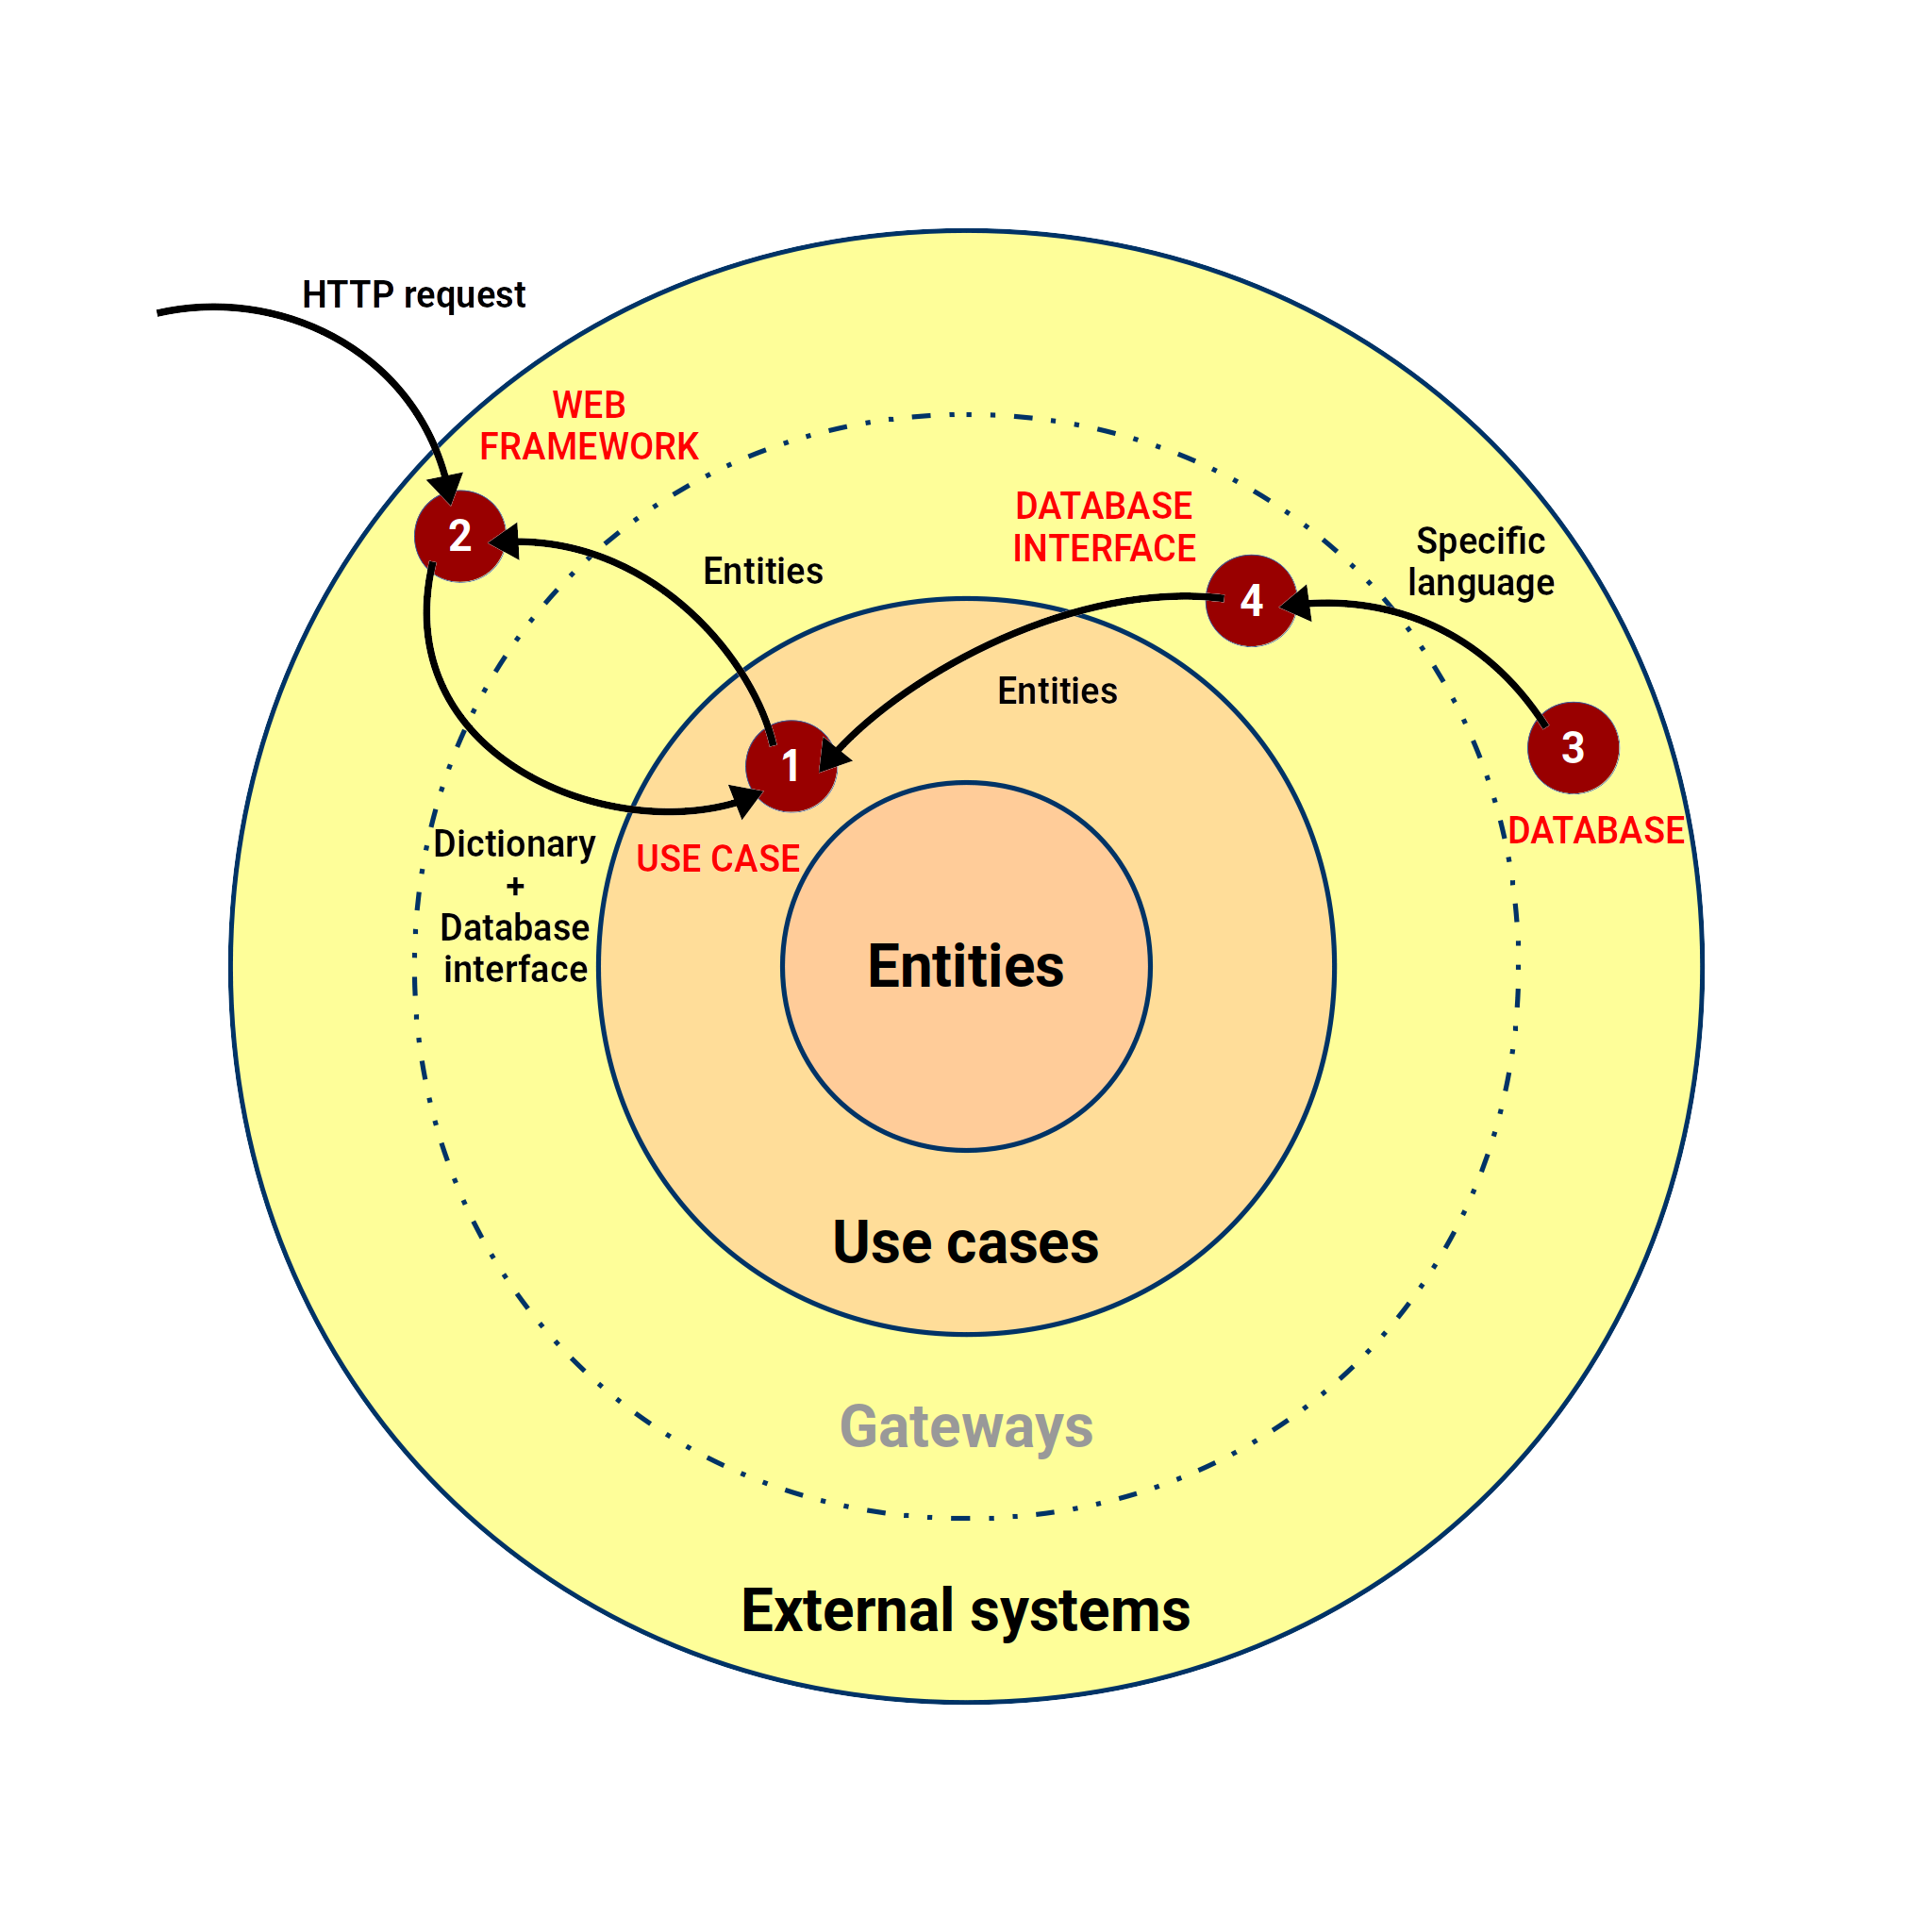 HTTP request
WEB
FRAMEWORK
2
Entities
DATABASE
INTERFACE
4
Specific
language
Entities
1
3
DATABASE
USE CASE
Dictionary
+
Database
interface
Entities
Use cases
Gateways
External systems